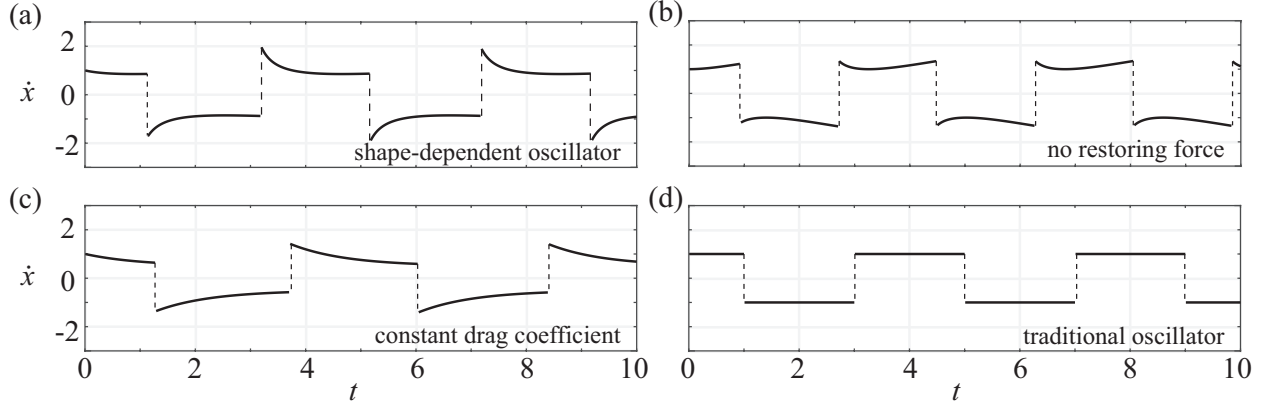 (a)
2
0
-2
ẋ
shape-dependent oscillator
(b)
no restoring force
(c)
2
0
-2
ẋ
constant drag coefficient
0 2 4 6 8 10
t
(d)
traditional oscillator
0 2 4 6 8 10
t